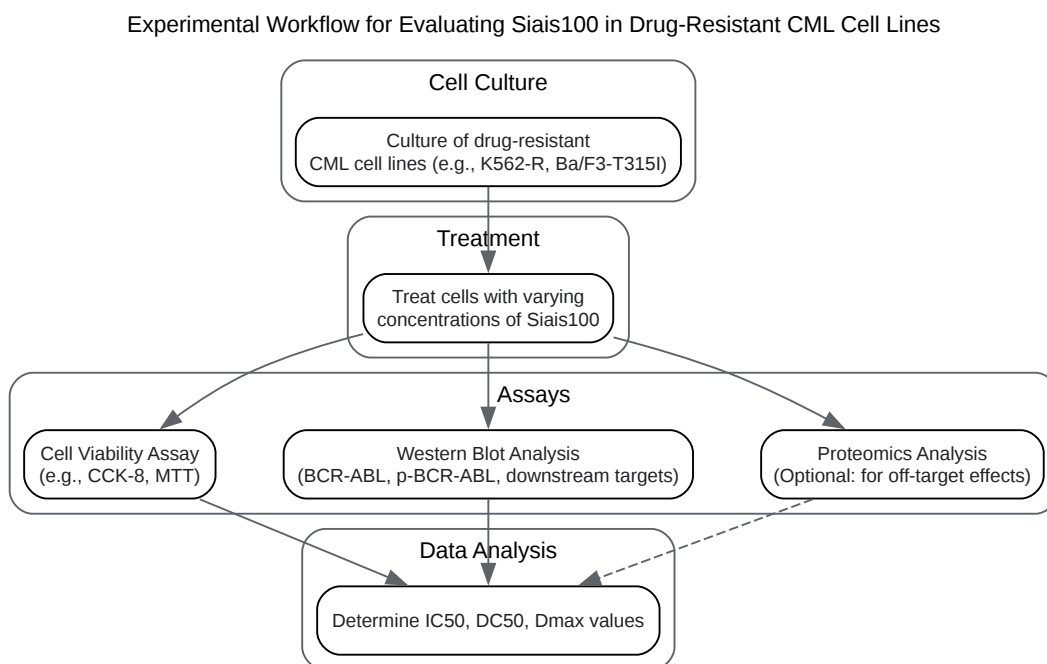 Experimental Workflow for Evaluating Siais100 in Drug-Resistant CML Cell Lines
Cell Culture
Culture of drug-resistant
CML cell lines (e.g., K562-R, Ba/F3-T315I)
Treatment
Treat cells with varying
concentrations of Siais100
Assays
Cell Viability Assay
(e.g., CCK-8, MTT)
Western Blot Analysis
(BCR-ABL, p-BCR-ABL, downstream targets)
Proteomics Analysis
(Optional: for off-target effects)
Data Analysis
Determine IC50, DC50, Dmax values